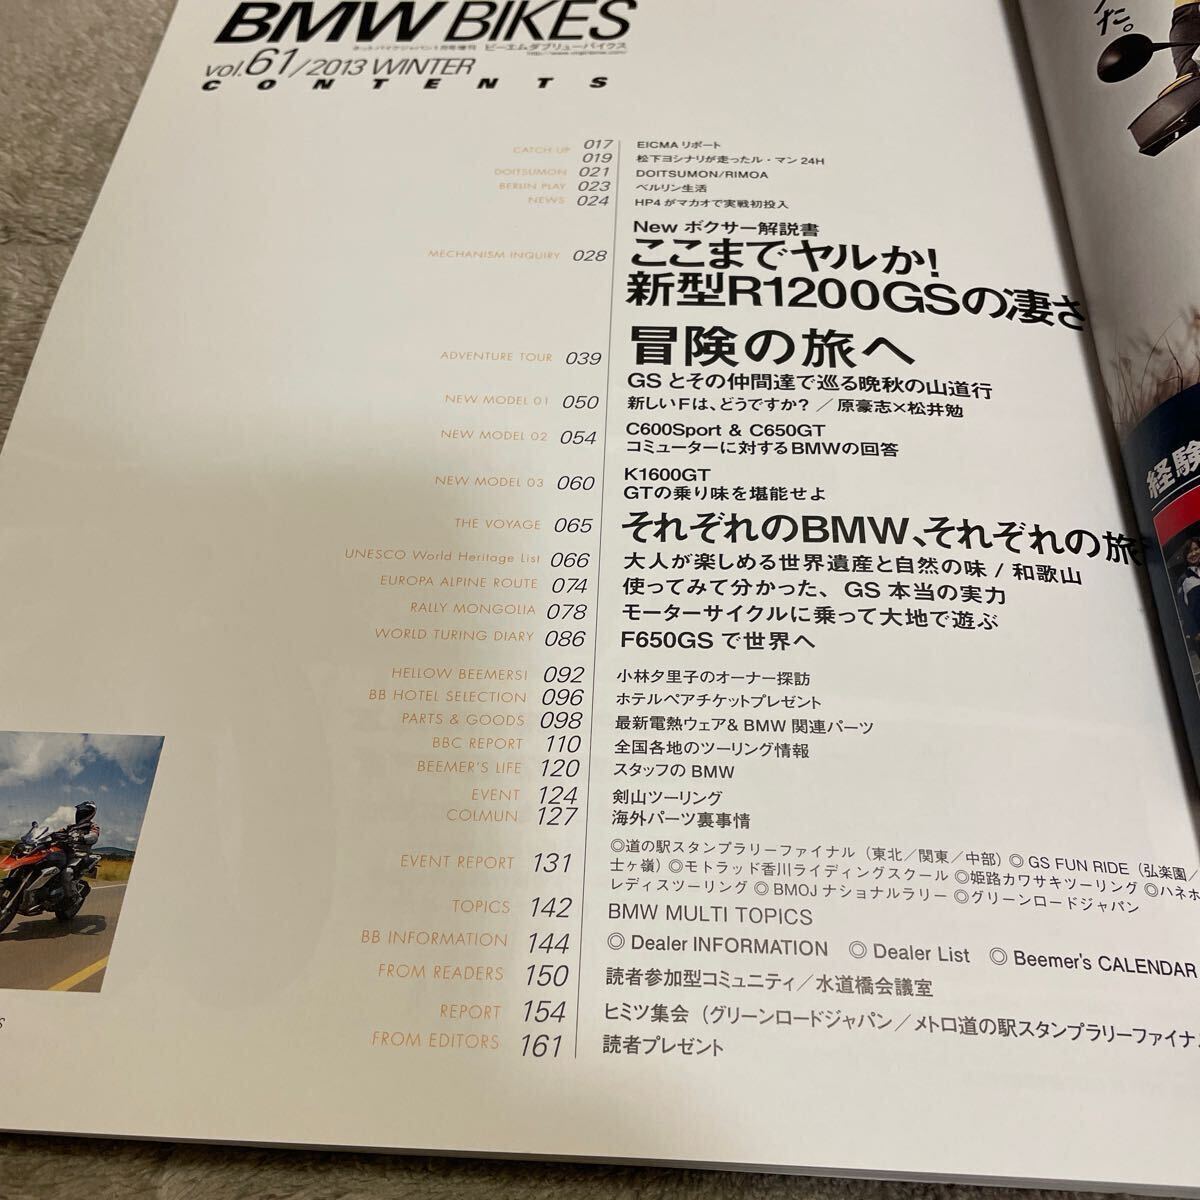 BMW BIKES
ビーエムダブリューバイクス
vol.61/2013 WINTER
CONTENTS
CATCH UP 017 EICMAリポート
019 松下ヨシナリが走ったル・マン24H
DOITSUMON 021 DOITSUMON/RIMOA
BERLIN PLAY 023 ベルリン生活
NEWS 024 HP4がマカオで実戦初投入
New ボクサー解説書
MECHANISM INQUIRY 028 ここまでヤルか!
新型R1200GSの凄さ
ADVENTURE TOUR 039 冒険の旅へ
GSとその仲間達で巡る晩秋の山道行
NEW MODEL 01 050 新しいFは、どうですか?／原豪志×松井勉
NEW MODEL 02 054 C600Sport & C650GT
コミューターに対するBMWの回答
NEW MODEL 03 060 K1600GT
GTの乗り味を堪能せよ
THE VOYAGE 065 それぞれのBMW、それぞれの旅
UNESCO World Heritage List 066 大人が楽しめる世界遺産と自然の味 / 和歌山
EUROPA ALPINE ROUTE 074 使ってみて分かった、GS本当の実力
RALLY MONGOLIA 078 モーターサイクルに乗って大地で遊ぶ
WORLD TURING DIARY 086 F650GSで世界へ
HELLOW BEEMERS! 092 小林夕里子のオーナー探訪
BB HOTEL SELECTION 096 ホテルペアチケットプレゼント
PARTS & GOODS 098 最新電熱ウェア& BMW 関連パーツ
BBC REPORT 110 全国各地のツーリング情報
BEEMER'S LIFE 120 スタッフの BMW
EVENT 124 剣山ツーリング
COLMUN 127 海外パーツ裏事情
◎道の駅スタンプラリーファイナル（東北／関東／中部）◎ GS FUN RIDE（弘楽園／
EVENT REPORT 131 士ヶ嶺）◎モトラッド香川ライディングスクール ◎姫路カワサキツーリング ◎ハネホ
レディスツーリング ◎ BMOJ ナショナルラリー ◎グリーンロードジャパン
TOPICS 142 BMW MULTI TOPICS
BB INFORMATION 144 ◎ Dealer INFORMATION ◎ Dealer List ◎ Beemer's CALENDAR
FROM READERS 150 読者参加型コミュニティ／水道橋会議室
REPORT 154 ヒミツ集会（グリーンロードジャパン／メトロ道の駅スタンプラリーファイナ
FROM EDITORS 161 読者プレゼント
た。
経験